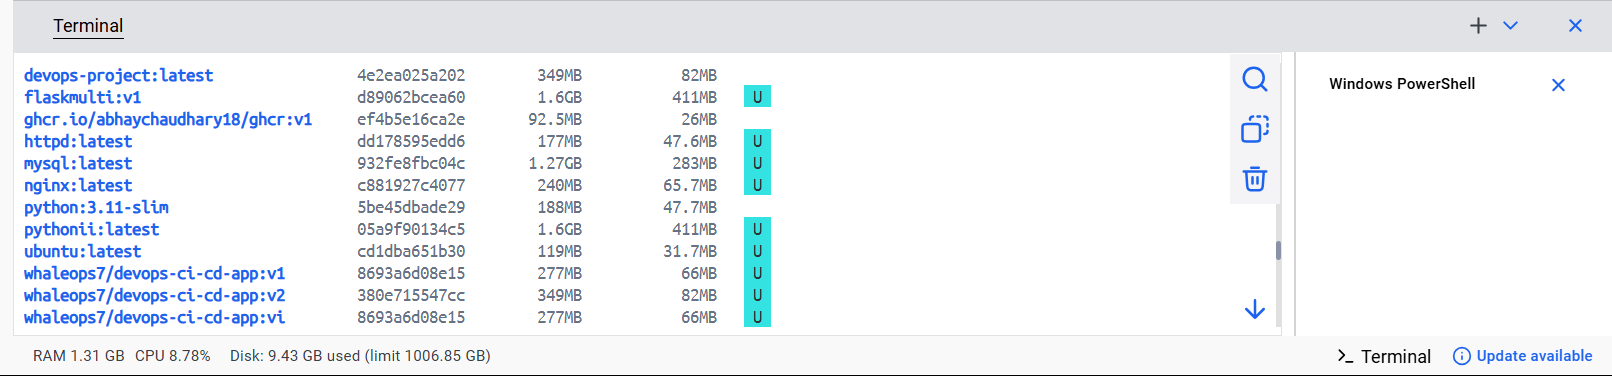 Terminal
devops-project:latest 4e2ea025a202 349MB 82MB
flaskmulti:v1 d89062bcea60 1.6GB 411MB U
ghcr.io/abhaychaudhary18/ghcr:v1 ef4b5e16ca2e 92.5MB 26MB
httpd:latest dd178595edd6 177MB 47.6MB U
mysql:latest 932fe8fbc04c 1.27GB 283MB U
nginx:latest c881927c4077 240MB 65.7MB U
python:3.11-slim 5be45dbade29 188MB 47.7MB
pythonii:latest 05a9f90134c5 1.6GB 411MB U
ubuntu:latest cd1dba651b30 119MB 31.7MB U
whaleops7/devops-ci-cd-app:v1 8693a6d08e15 277MB 66MB U
whaleops7/devops-ci-cd-app:v2 380e715547cc 349MB 82MB U
whaleops7/devops-ci-cd-app:vi 8693a6d08e15 277MB 66MB U
Windows PowerShell
RAM 1.31 GB CPU 8.78% Disk: 9.43 GB used (limit 1006.85 GB)
>_ Terminal
Update available